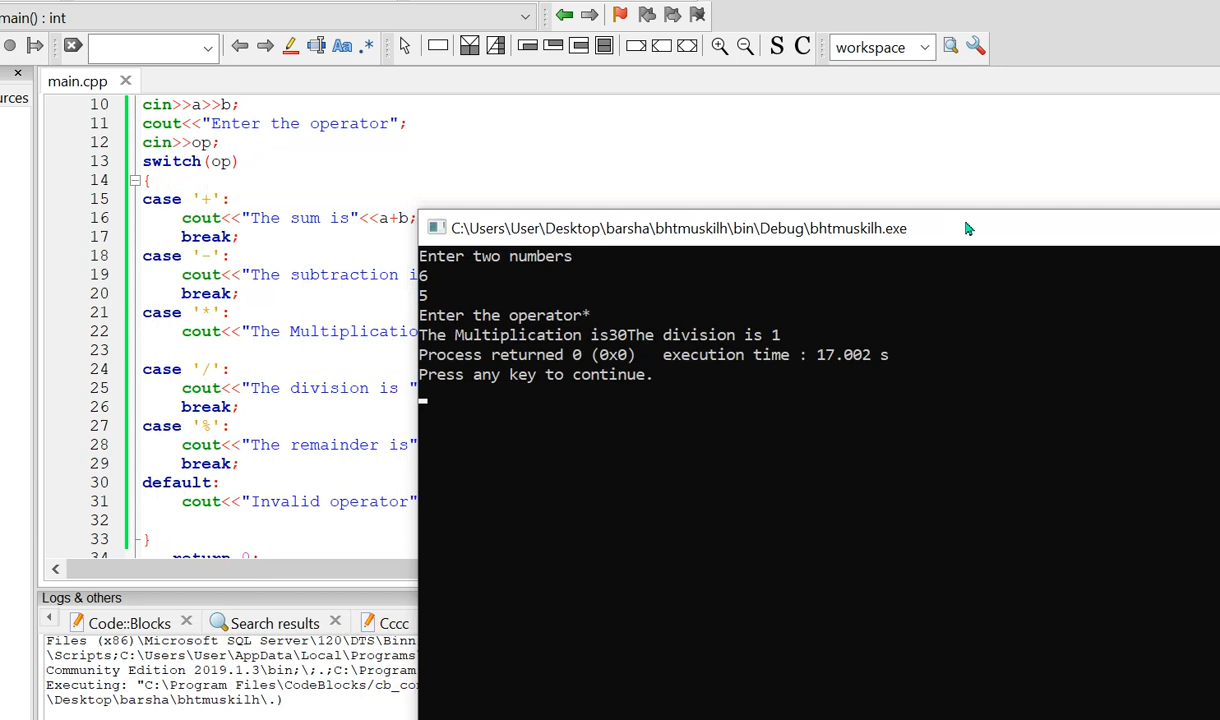 main() : int
Aa .*
S C
workspace
urces
main.cpp
10 cin>>a>>b;
11 cout<<"Enter the operator";
12 cin>>op;
13 switch(op)
14 {
15 case '+':
16 cout<<"The sum is"<<a+b;
17 break;
18 case '-':
19 cout<<"The subtraction i
20 break;
21 case '*':
22 cout<<"The Multiplicatio
23
24 case '/':
25 cout<<"The division is "
26 break;
27 case '%':
28 cout<<"The remainder is"
29 break;
30 default:
31 cout<<"Invalid operator"
32
33 }
34 return 0;
C:\Users\User\Desktop\barsha\bhtmuskilh\bin\Debug\bhtmuskilh.exe
Enter two numbers
6
5
Enter the operator*
The Multiplication is30The division is 1
Process returned 0 (0x0) execution time : 17.002 s
Press any key to continue.
Logs & others
Code::Blocks
Search results
Cccc
Files (x86)\Microsoft SQL Server\120\DTS\Binn
\Scripts;C:\Users\User\AppData\Local\Programs
Community Edition 2019.1.3\bin;\;.;C:\Program
Executing: "C:\Program Files\CodeBlocks/cb_co
\Desktop\barsha\bhtmuskilh\.)